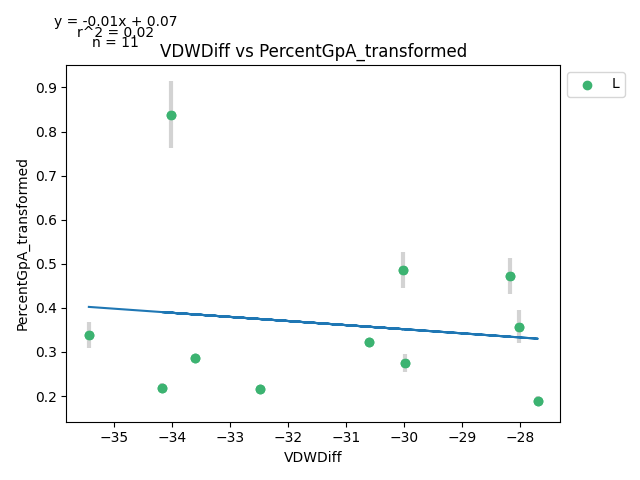 y = -0.01x + 0.07
r^2 = 0.02
n = 11
VDWDiff vs PercentGpA_transformed
L
PercentGpA_transformed
0.9
0.8
0.7
0.6
0.5
0.4
0.3
0.2
−35 −34 −33 −32 −31 −30 −29 −28
VDWDiff